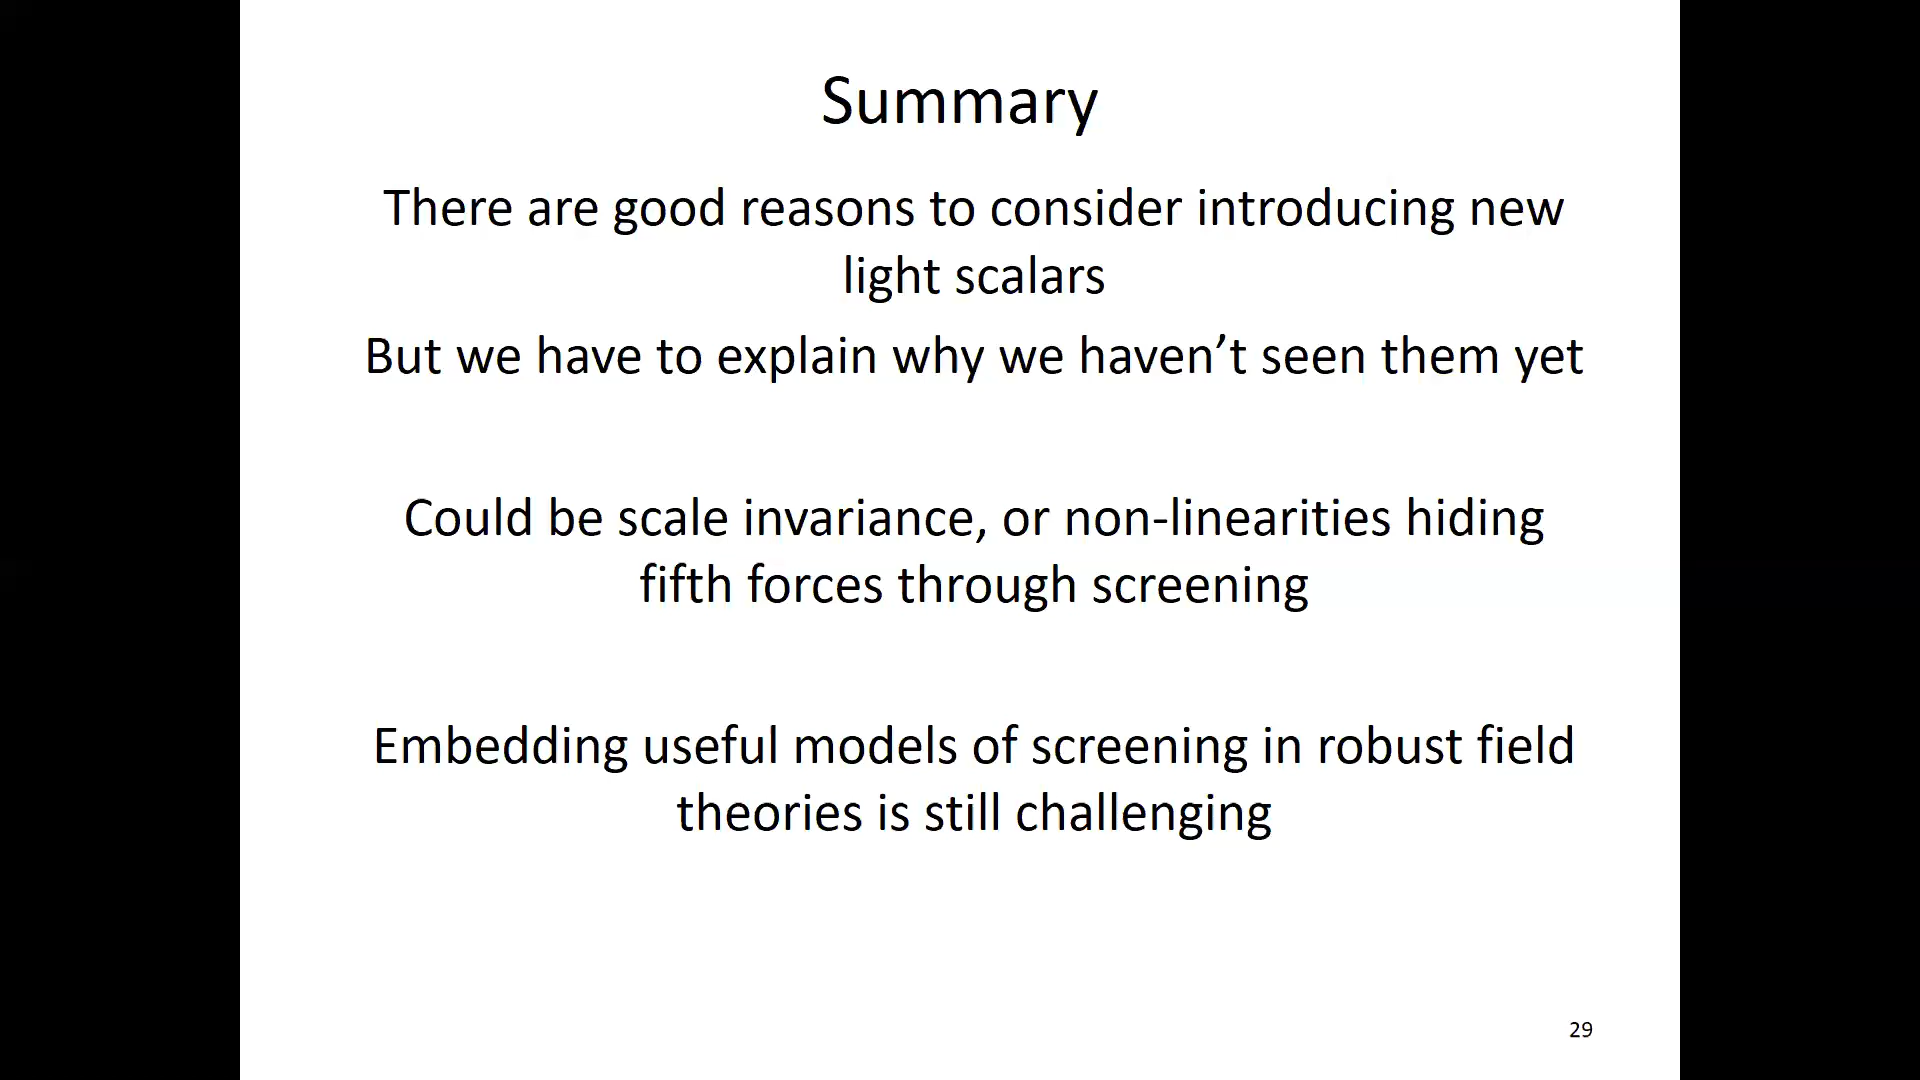 Summary
There are good reasons to consider introducing new
light scalars
But we have to explain why we haven’t seen them yet
Could be scale invariance, or non-linearities hiding
fifth forces through screening
Embedding useful models of screening in robust field
theories is still challenging
29